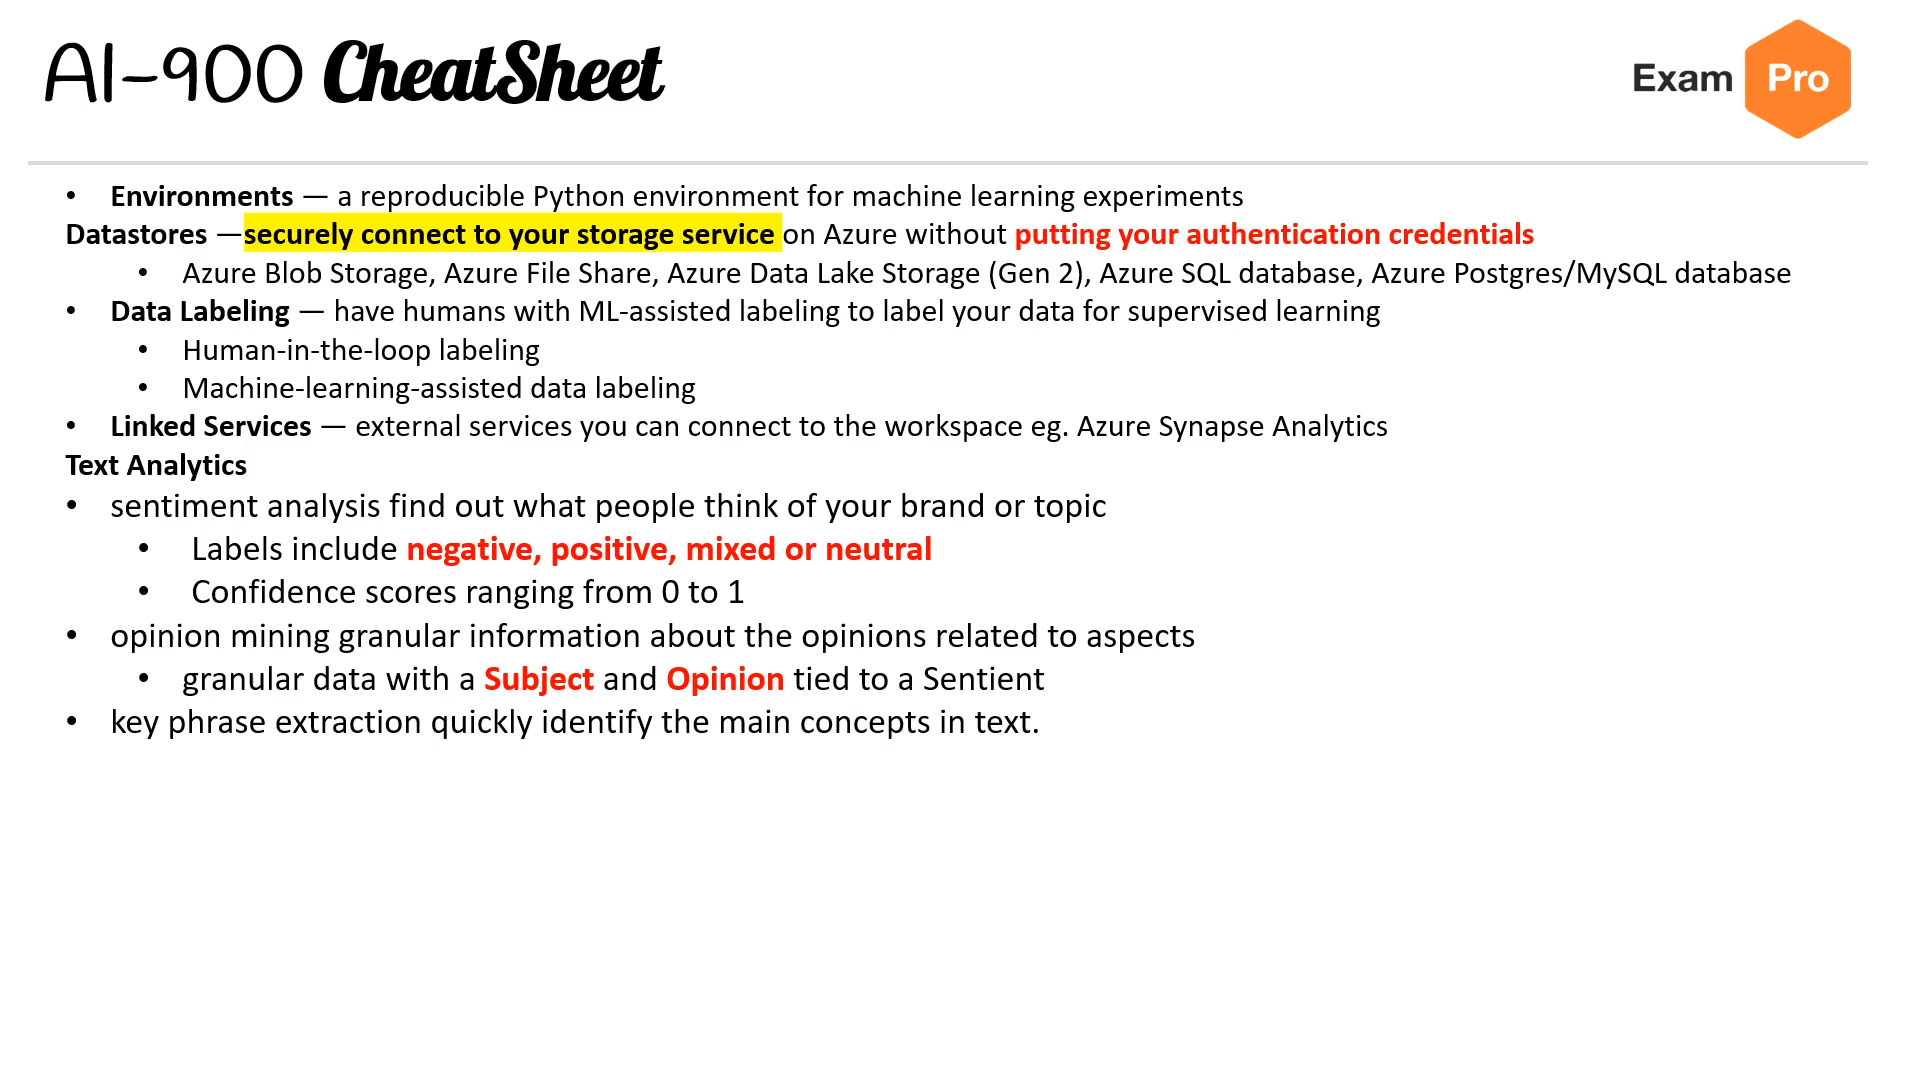 AI-900 CheatSheet
Exam Pro
• Environments — a reproducible Python environment for machine learning experiments
Datastores —securely connect to your storage service on Azure without putting your authentication credentials
• Azure Blob Storage, Azure File Share, Azure Data Lake Storage (Gen 2), Azure SQL database, Azure Postgres/MySQL database
• Data Labeling — have humans with ML-assisted labeling to label your data for supervised learning
• Human-in-the-loop labeling
• Machine-learning-assisted data labeling
• Linked Services — external services you can connect to the workspace eg. Azure Synapse Analytics
Text Analytics
• sentiment analysis find out what people think of your brand or topic
• Labels include negative, positive, mixed or neutral
• Confidence scores ranging from 0 to 1
• opinion mining granular information about the opinions related to aspects
• granular data with a Subject and Opinion tied to a Sentient
• key phrase extraction quickly identify the main concepts in text.